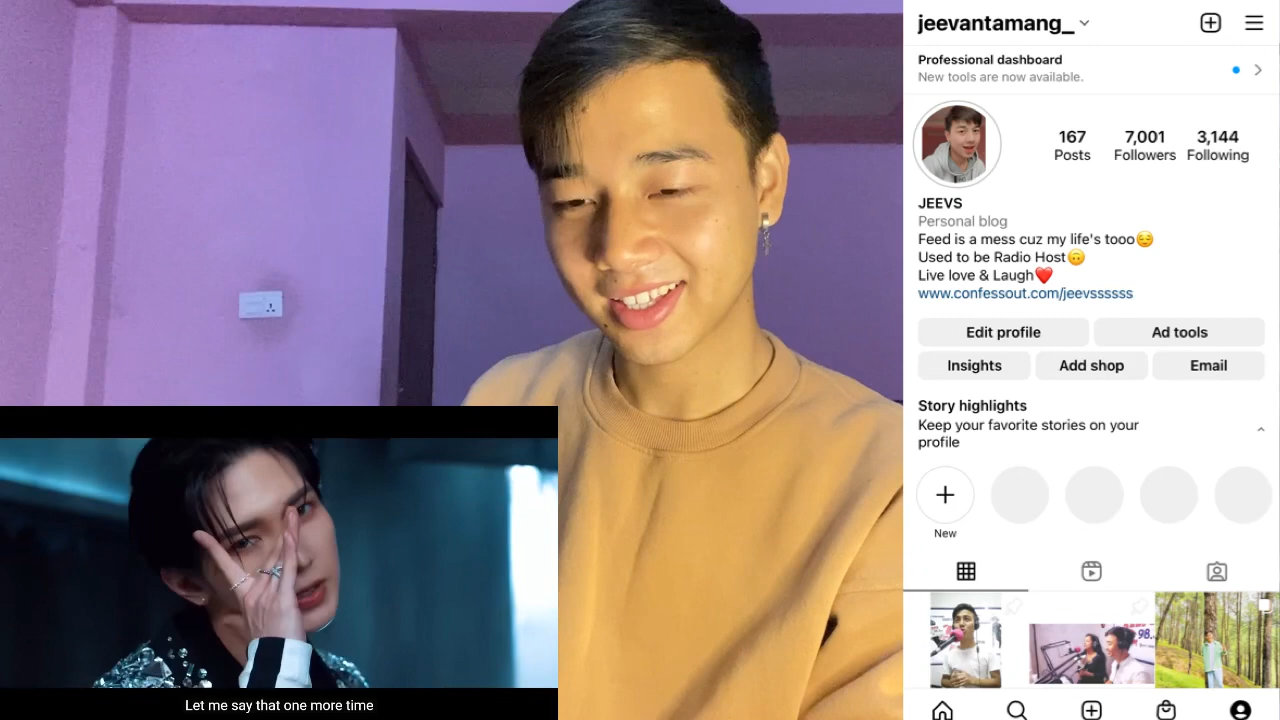 jeevantamang_
Professional dashboard
New tools are now available.
167
7,001
3,144
Posts
Followers
Following
JEEVS
Personal blog
Feed is a mess cuz my life's tooo😌
Used to be Radio Host🙃
Live love & Laugh❤️
www.confessout.com/jeevssssss
Edit profile
Ad tools
Insights
Add shop
Email
Story highlights
Keep your favorite stories on your
profile
New
98.
Let me say that one more time